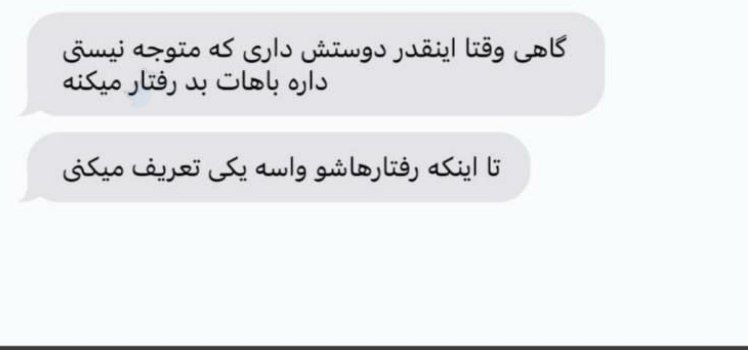 گاهی وقتا اینقدر دوستش داری که متوجه نیستی
داره باهات بد رفتار میکنه
تا اینکه رفتارهاشو واسه یکی تعریف میکنی